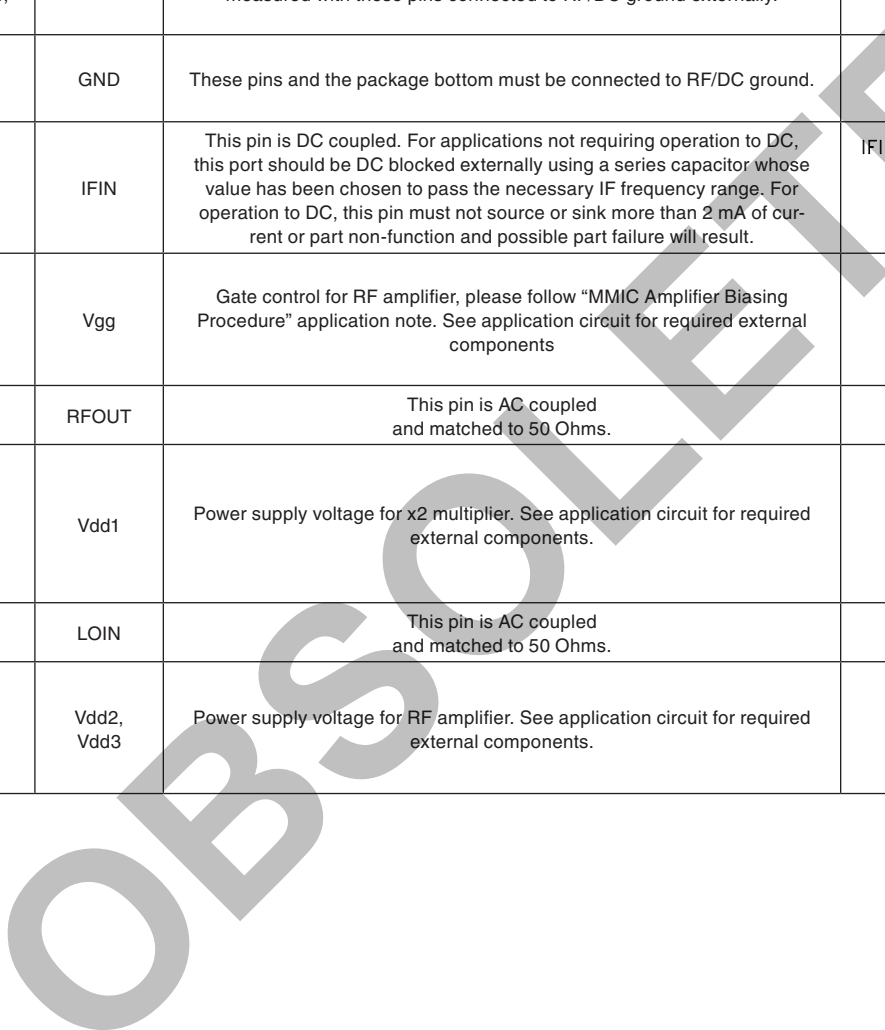 GND
These pins and the package bottom must be connected to RF/DC ground.
IFIN
This pin is DC coupled. For applications not requiring operation to DC,
this port should be DC blocked externally using a series capacitor whose
value has been chosen to pass the necessary IF frequency range. For
operation to DC, this pin must not source or sink more than 2 mA of cur-
rent or part non-function and possible part failure will result.
IFI
Vgg
Gate control for RF amplifier, please follow “MMIC Amplifier Biasing
Procedure” application note. See application circuit for required external
components
RFOUT
This pin is AC coupled
and matched to 50 Ohms.
Vdd1
Power supply voltage for x2 multiplier. See application circuit for required
external components.
LOIN
This pin is AC coupled
and matched to 50 Ohms.
Vdd2,
Vdd3
Power supply voltage for RF amplifier. See application circuit for required
external components.
OBSOLETE